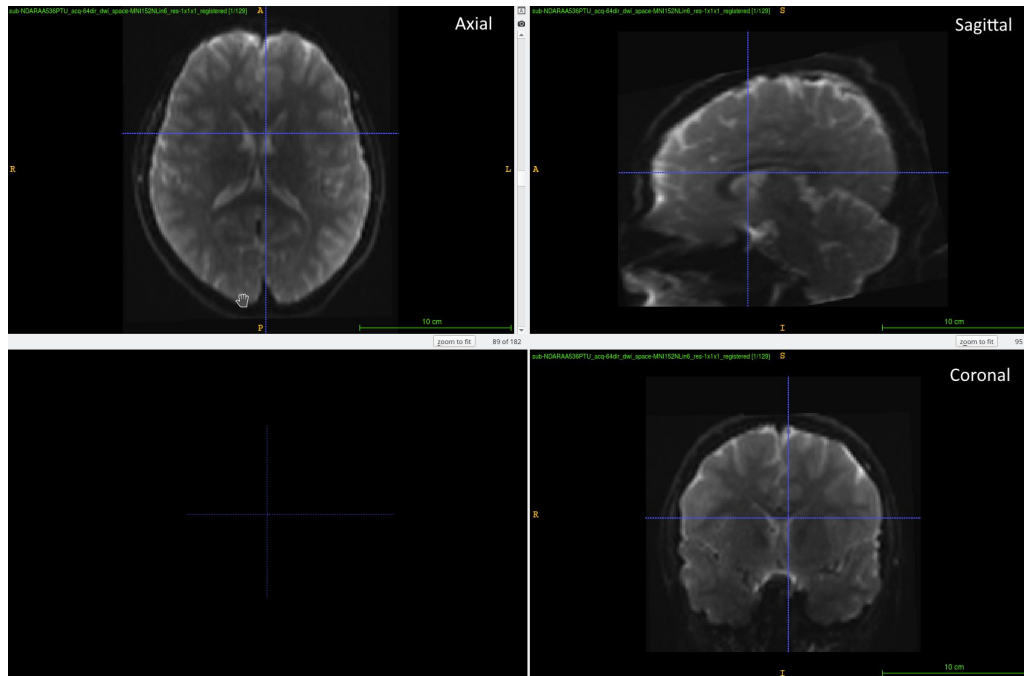 sub-NDARAA536PTU_acq-64dir_dwi_space-MNI152NLin6_res-1x1x1_registered [1/129]
A
Axial
R
L
10 cm
P
zoom to fit
89 of 182
sub-NDARAA536PTU_acq-64dir_dwi_space-MNI152NLin6_res-1x1x1_registered [1/129]
S
Sagittal
A
10 cm
I
zoom to fit
95
sub-NDARAA536PTU_acq-64dir_dwi_space-MNI152NLin6_res-1x1x1_registered [1/129]
S
Coronal
R
10 cm
I